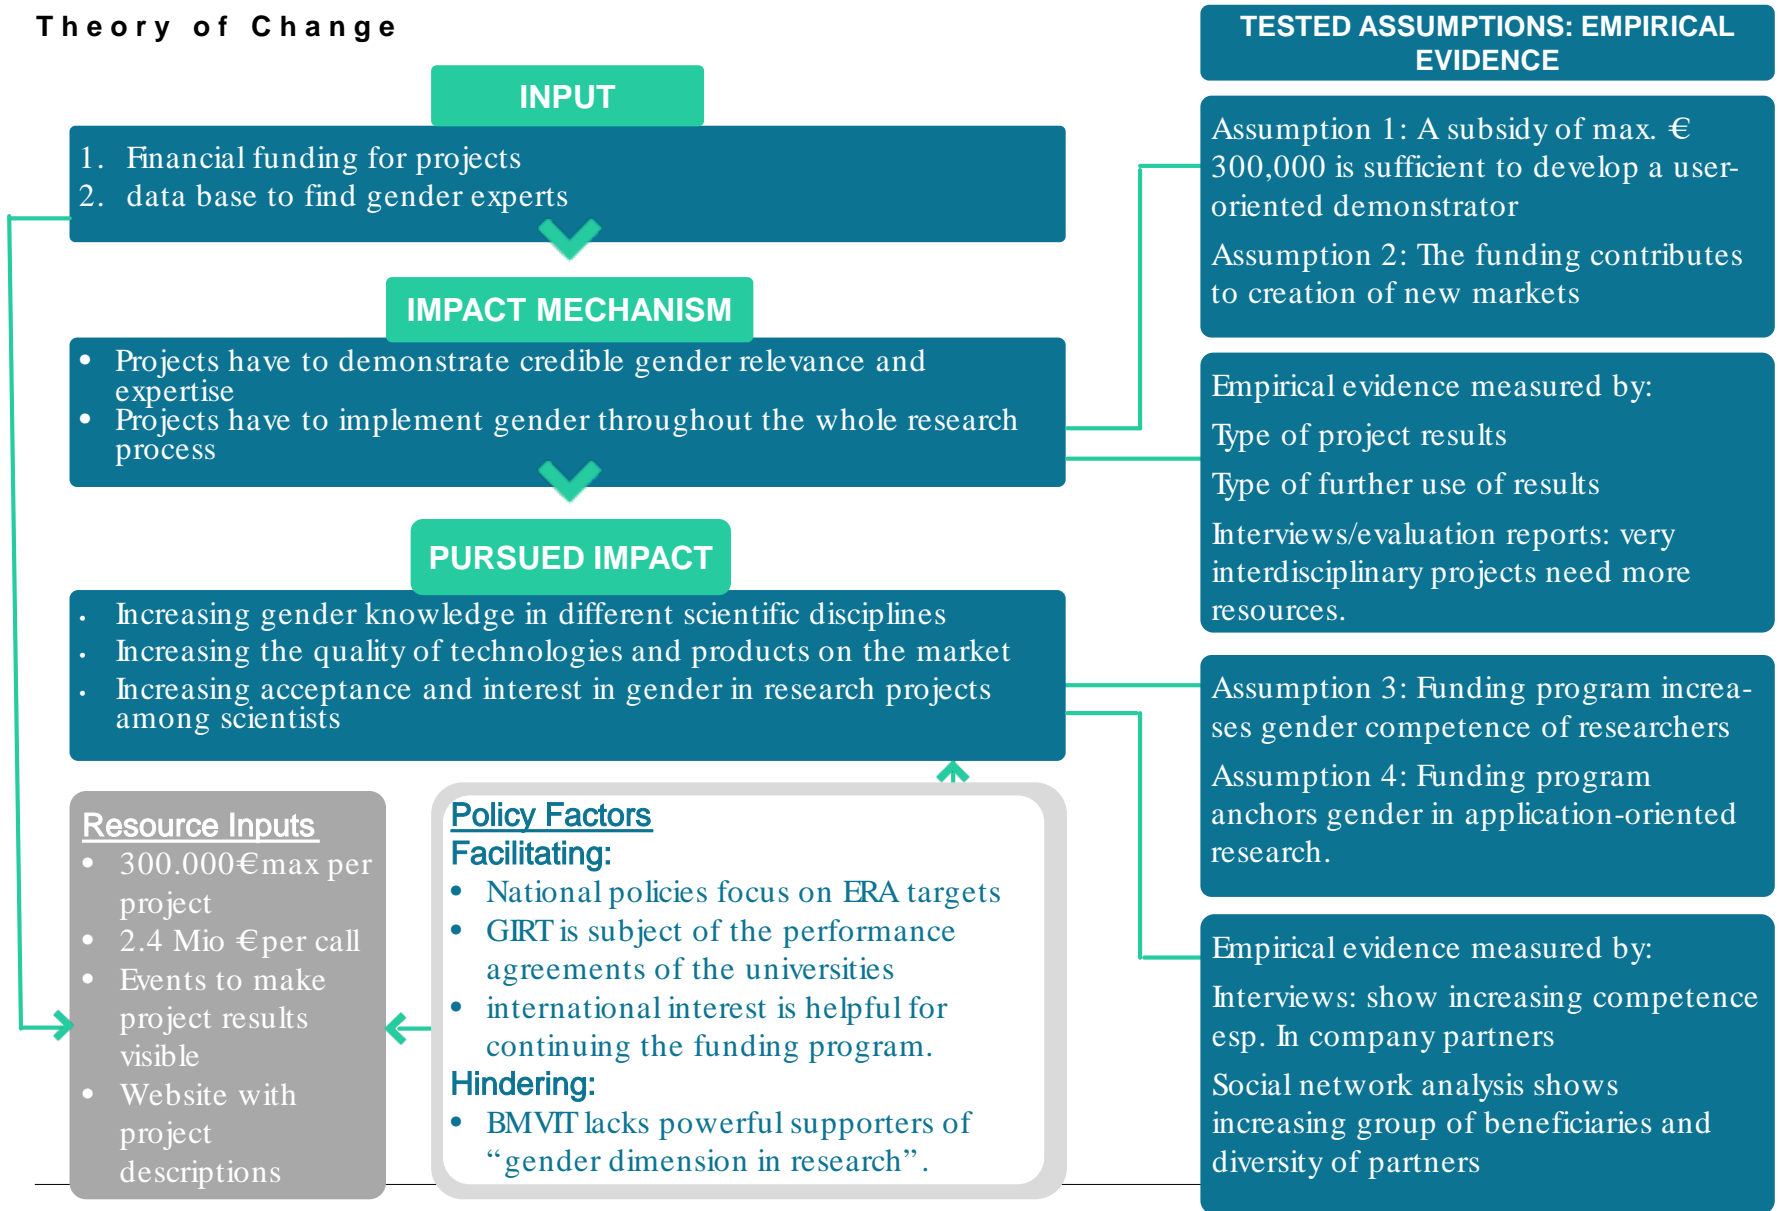 Theory of Change
INPUT
1. Financial funding for projects
2. data base to find gender experts
IMPACT MECHANISM
• Projects have to demonstrate credible gender relevance and
expertise
• Projects have to implement gender throughout the whole research
process
PURSUED IMPACT
• Increasing gender knowledge in different scientific disciplines
• Increasing the quality of technologies and products on the market
• Increasing acceptance and interest in gender in research projects
among scientists
Resource Inputs
• 300.000€ max per
project
• 2.4 Mio € per call
• Events to make
project results
visible
• Website with
project
descriptions
Policy Factors
Facilitating:
• National policies focus on ERA targets
• GIRT is subject of the performance
agreements of the universities
• international interest is helpful for
continuing the funding program.
Hindering:
• BMVIT lacks powerful supporters of
“gender dimension in research”.
TESTED ASSUMPTIONS: EMPIRICAL
EVIDENCE
Assumption 1: A subsidy of max. €
300,000 is sufficient to develop a user-
oriented demonstrator
Assumption 2: The funding contributes
to creation of new markets
Empirical evidence measured by:
Type of project results
Type of further use of results
Interviews/evaluation reports: very
interdisciplinary projects need more
resources.
Assumption 3: Funding program increa-
ses gender competence of researchers
Assumption 4: Funding program
anchors gender in application-oriented
research.
Empirical evidence measured by:
Interviews: show increasing competence
esp. In company partners
Social network analysis shows
increasing group of beneficiaries and
diversity of partners